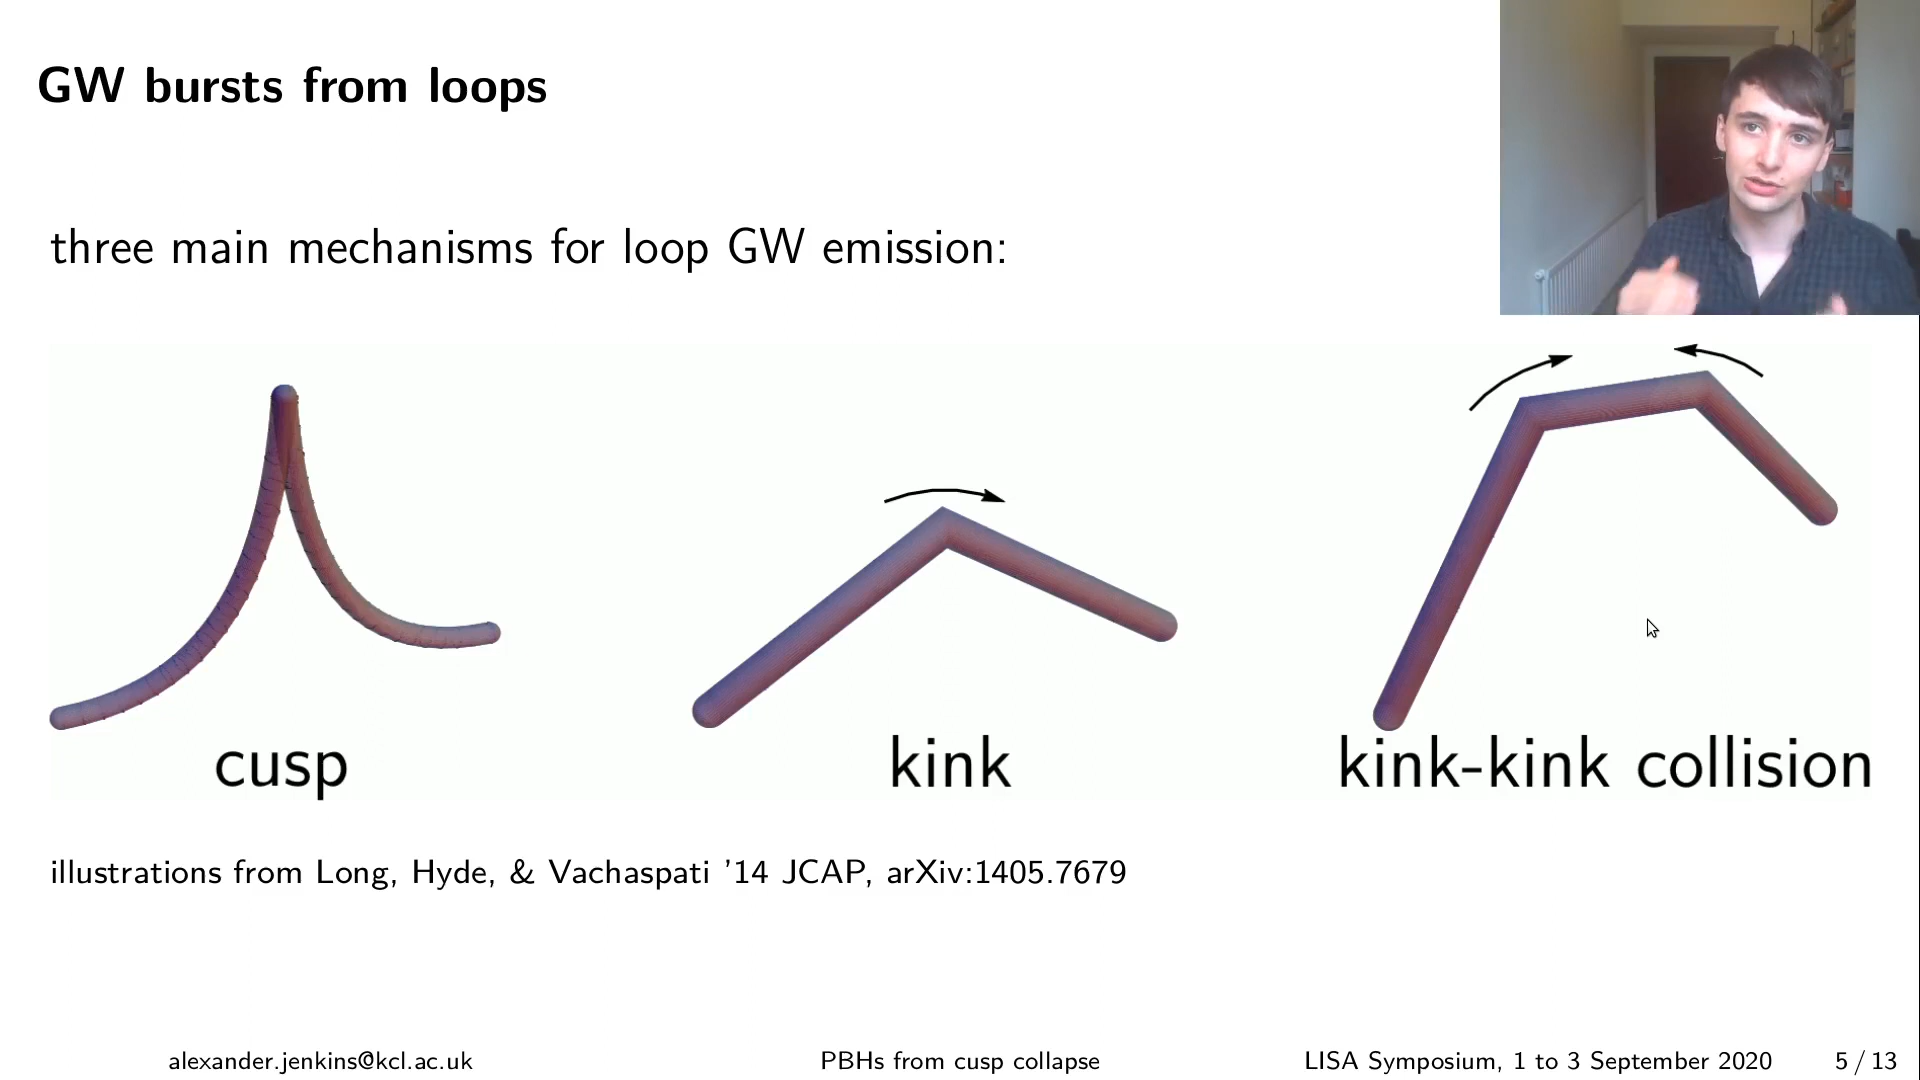 GW bursts from loops
three main mechanisms for loop GW emission:
cusp
kink
kink-kink collision
illustrations from Long, Hyde, & Vachaspati ’14 JCAP, arXiv:1405.7679
alexander.jenkins@kcl.ac.uk
PBHs from cusp collapse
LISA Symposium, 1 to 3 September 2020
5 / 13